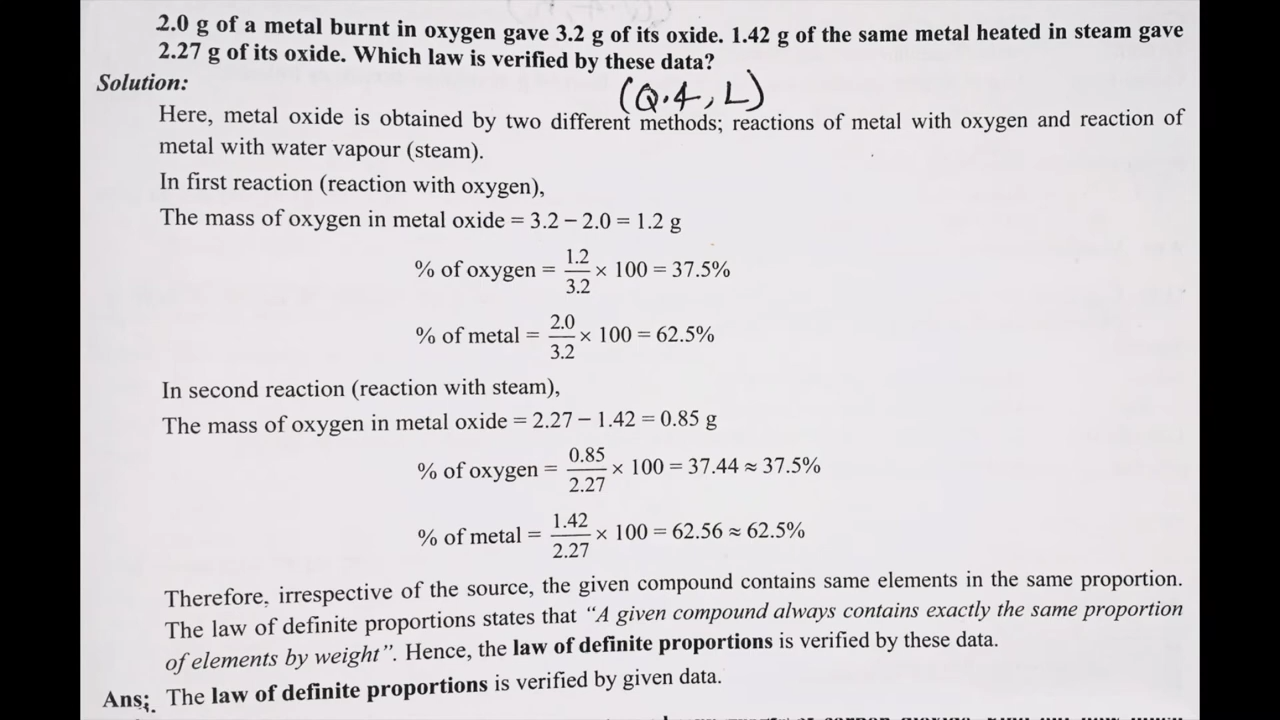 2.0 g of a metal burnt in oxygen gave 3.2 g of its oxide. 1.42 g of the same metal heated in steam gave
2.27 g of its oxide. Which law is verified by these data?
Solution:
(Q.4, L)
Here, metal oxide is obtained by two different methods; reactions of metal with oxygen and reaction of
metal with water vapour (steam).
In first reaction (reaction with oxygen),
The mass of oxygen in metal oxide = 3.2 − 2.0 = 1.2 g
% of oxygen = 1.2/3.2 × 100 = 37.5%
% of metal = 2.0/3.2 × 100 = 62.5%
In second reaction (reaction with steam),
The mass of oxygen in metal oxide = 2.27 − 1.42 = 0.85 g
% of oxygen = 0.85/2.27 × 100 = 37.44 ≈ 37.5%
% of metal = 1.42/2.27 × 100 = 62.56 ≈ 62.5%
Therefore, irrespective of the source, the given compound contains same elements in the same proportion.
The law of definite proportions states that “A given compound always contains exactly the same proportion
of elements by weight”. Hence, the law of definite proportions is verified by these data.
Ans: The law of definite proportions is verified by given data.